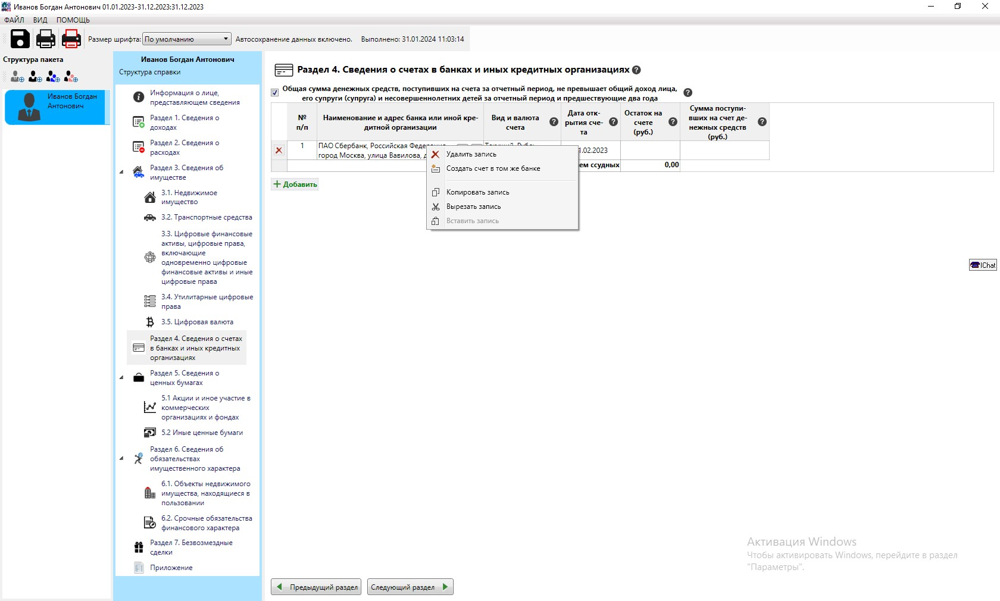 Иванов Богдан Антонович 01.01.2023-31.12.2023:31.12.2023
ФАЙЛ ВИД ПОМОЩЬ
Размер шрифта: По умолчанию Автосохранение данных включено. Выполнено: 31.01.2024 11:03:14
Структура пакета
Иванов Богдан
Антонович
Иванов Богдан Антонович
Структура справки
Информация о лице,
представляющем сведения
Раздел 1. Сведения о
доходах
Раздел 2. Сведения о
расходах
Раздел 3. Сведения об
имуществе
3.1. Недвижимое
имущество
3.2. Транспортные средства
3.3. Цифровые финансовые
активы, цифровые права,
включающие
одновременно цифровые
финансовые активы и иные
цифровые права
3.4. Утилитарные цифровые
права
3.5. Цифровая валюта
Раздел 4. Сведения о счетах
в банках и иных кредитных
организациях
Раздел 5. Сведения о
ценных бумагах
5.1 Акции и иное участие в
коммерческих
организациях и фондах
5.2 Иные ценные бумаги
Раздел 6. Сведения об
обязательствах
имущественного характера
6.1. Объекты недвижимого
имущества, находящиеся в
пользовании
6.2. Срочные обязательства
финансового характера
Раздел 7. Безвозмездные
сделки
Приложение
Раздел 4. Сведения о счетах в банках и иных кредитных организациях
Общая сумма денежных средств, поступивших на счета за отчетный период, не превышает общий доход лица,
его супруги (супруга) и несовершеннолетних детей за отчетный период и предшествующие два года
№
п/п
Наименование и адрес банка или иной кре-
дитной организации
Вид и валюта
счета
Дата отк-
рытия сче-
та
Остаток на
счете
(руб.)
Сумма поступи-
вших на счет де-
нежных средств
(руб.)
1
ПАО Сбербанк, Российская Федерация
город Москва, улица Вавилова, д
1.02.2023
ем ссудных 0,00
Добавить
Удалить запись
Создать счет в том же банке
Копировать запись
Вырезать запись
Вставить запись
IChat
Активация Windows
Чтобы активировать Windows, перейдите в раздел
"Параметры".
Предыдущий раздел Следующий раздел